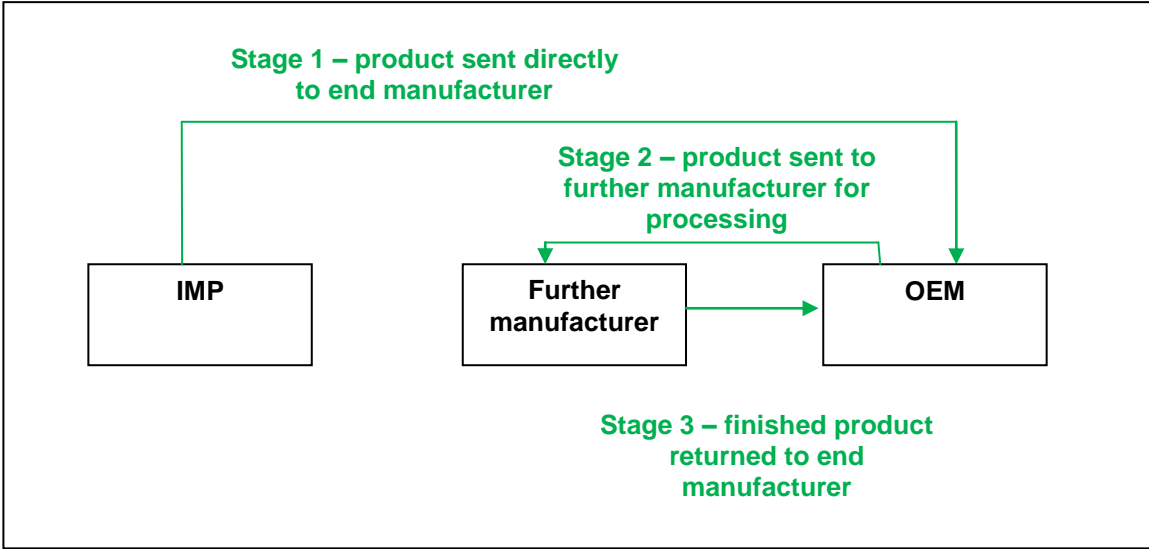 Stage 1 – product sent directly
to end manufacturer
Stage 2 – product sent to
further manufacturer for
processing
IMP
Further
manufacturer
OEM
Stage 3 – finished product
returned to end
manufacturer